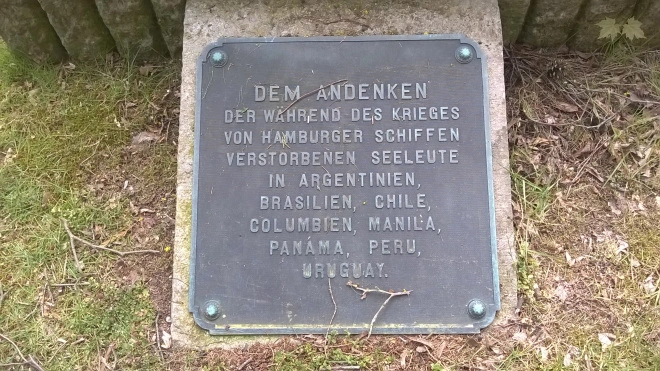 DEM ANDENKEN
DER WÄHREND DES KRIEGES
VON HAMBURGER SCHIFFEN
VERSTORBENEN SEELEUTE
IN ARGENTINIEN,
BRASILIEN, CHILE,
COLUMBIEN, MANILA,
PANAMA, PERU,
URUGUAY.